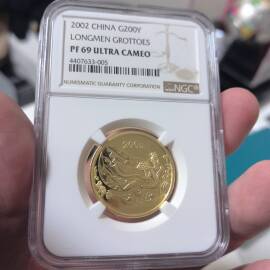 2002 CHINA G200Y
LONGMEN GROTTOES
PF 69 ULTRA CAMEO
4407633-005
NUMISMATIC GUARANTY CORPORATION
NGC